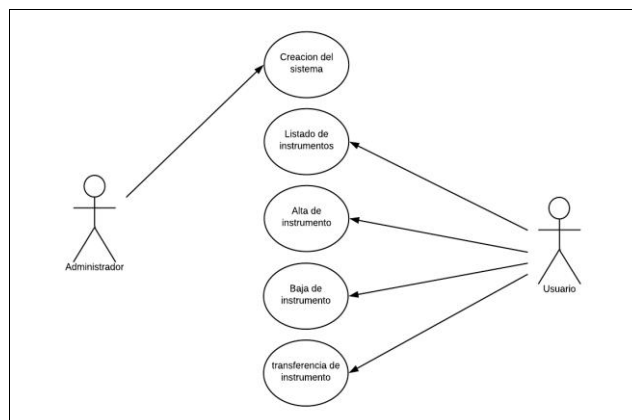 Creacion del
sistema
Listado de
instrumentos
Alta de
instrumento
Administrador
Baja de
instrumento
Usuario
transferencia de
instrumento